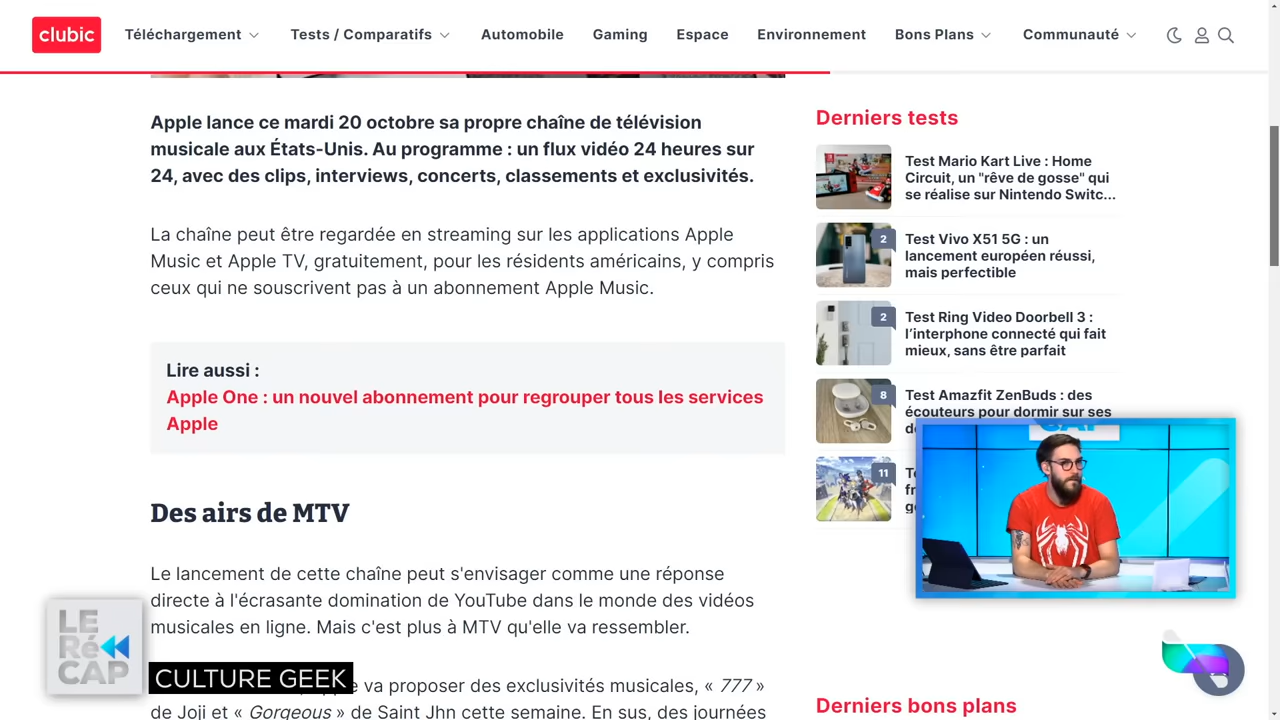 clubic
Téléchargement
Tests / Comparatifs
Automobile
Gaming
Espace
Environnement
Bons Plans
Communauté
Apple lance ce mardi 20 octobre sa propre chaîne de télévision
musicale aux États-Unis. Au programme : un flux vidéo 24 heures sur
24, avec des clips, interviews, concerts, classements et exclusivités.
La chaîne peut être regardée en streaming sur les applications Apple
Music et Apple TV, gratuitement, pour les résidents américains, y compris
ceux qui ne souscrivent pas à un abonnement Apple Music.
Lire aussi :
Apple One : un nouvel abonnement pour regrouper tous les services
Apple
Des airs de MTV
Le lancement de cette chaîne peut s'envisager comme une réponse
directe à l'écrasante domination de YouTube dans le monde des vidéos
musicales en ligne. Mais c'est plus à MTV qu'elle va ressembler.
va proposer des exclusivités musicales, « 777 »
de Joji et « Gorgeous » de Saint Jhn cette semaine. En sus, des journées
Derniers tests
Test Mario Kart Live : Home
Circuit, un "rêve de gosse" qui
se réalise sur Nintendo Switc...
2
Test Vivo X51 5G : un
lancement européen réussi,
mais perfectible
2
Test Ring Video Doorbell 3 :
l'interphone connecté qui fait
mieux, sans être parfait
8
Test Amazfit ZenBuds : des
écouteurs pour dormir sur ses
11
Derniers bons plans
LE
Ré
CAP
CULTURE GEEK